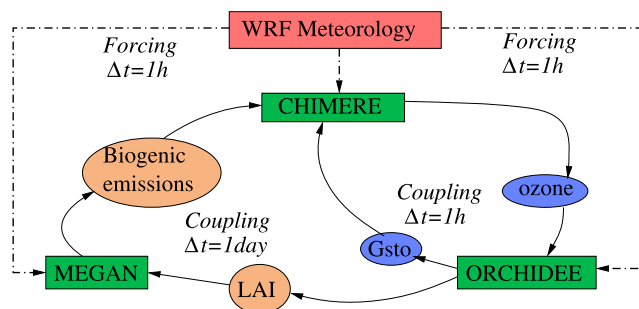 WRF Meteorology
Forcing
Δt=1h
Forcing
Δt=1h
CHIMERE
Biogenic
emissions
ozone
Coupling
Δt=1h
Coupling
Δt=1day
Gsto
MEGAN
LAI
ORCHIDEE